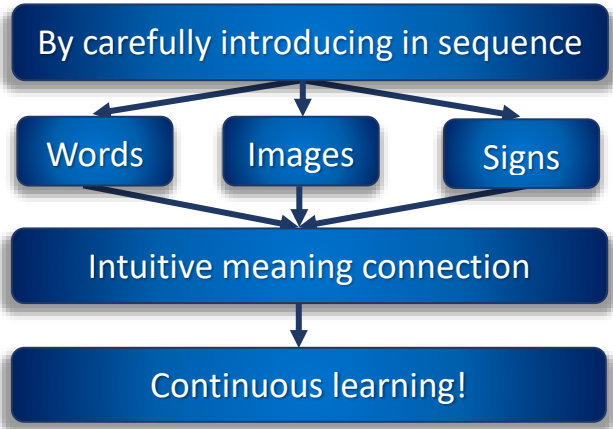 By carefully introducing in sequence
Words
Images
Signs
Intuitive meaning connection
Continuous learning!